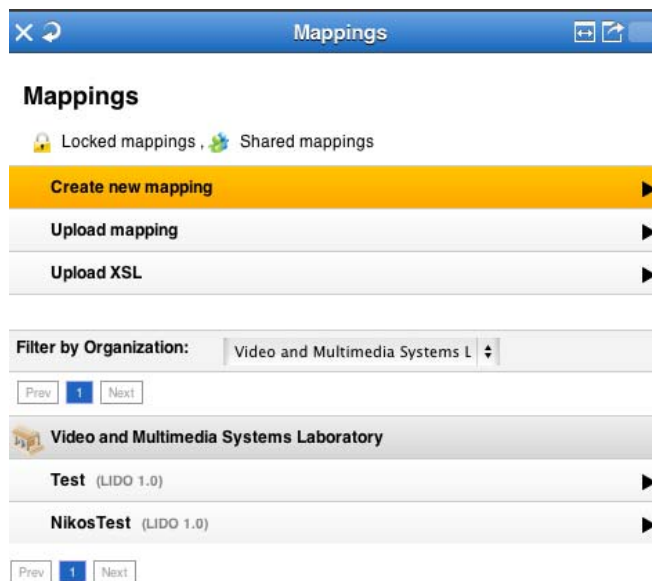 Mappings
Mappings
Locked mappings , Shared mappings
Create new mapping
Upload mapping
Upload XSL
Filter by Organization: Video and Multimedia Systems L
Prev 1 Next
Video and Multimedia Systems Laboratory
Test (LIDO 1.0)
NikosTest (LIDO 1.0)
Prev 1 Next